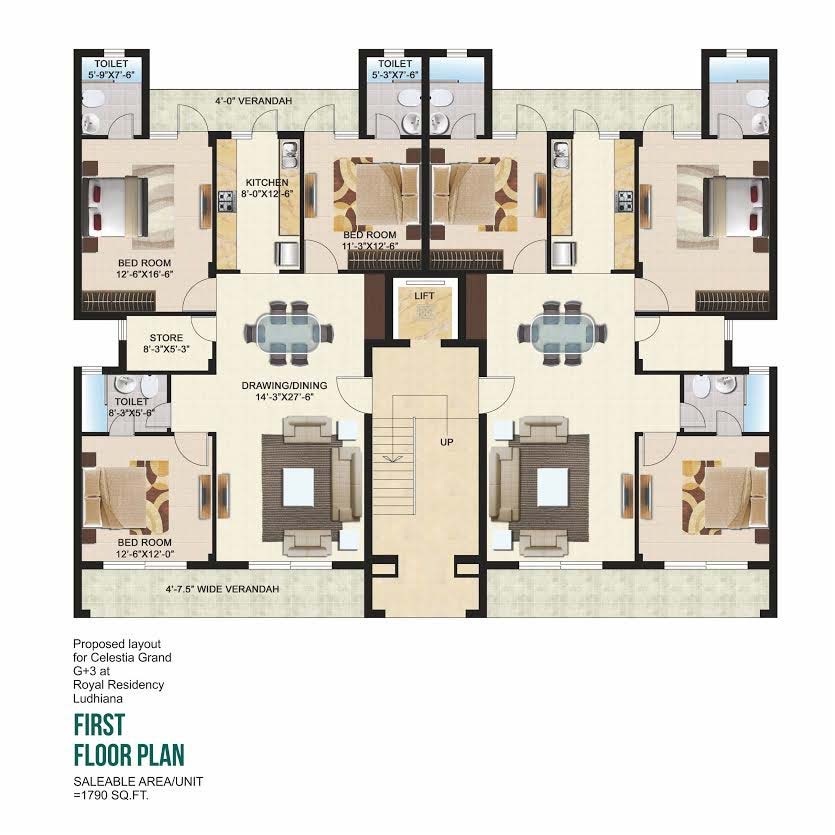 TOILET
5'-9"X7'-6"
4'-0" VERANDAH
TOILET
5'-3"X7'-6"
KITCHEN
8'-0"X12'-6"
BED ROOM
11'-3"X12'-6"
BED ROOM
12'-6"X16'-6"
LIFT
STORE
8'-3"X5'-3"
DRAWING/DINING
14'-3"X27'-6"
TOILET
8'-3"X5'-6"
UP
BED ROOM
12'-6"X12'-0"
4'-7.5" WIDE VERANDAH
Proposed layout
for Celestia Grand
G+3 at
Royal Residency
Ludhiana
FIRST
FLOOR PLAN
SALEABLE AREA/UNIT
=1790 SQ.FT.